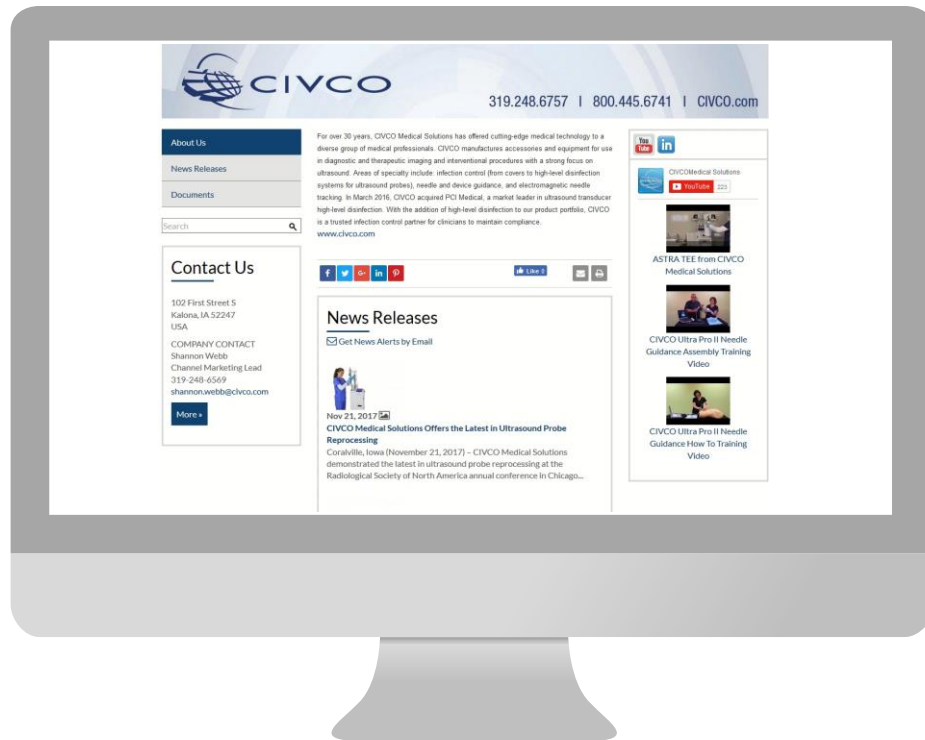 CIVCO
319.248.6757 | 800.445.6741 | CIVCO.com
About Us
News Releases
Documents
Search
Contact Us
102 First Street S
Kalona, IA 52247
USA
COMPANY CONTACT
Shannon Webb
Channel Marketing Lead
319-248-6569
shannon.webb@civco.com
More »
For over 30 years, CIVCO Medical Solutions has offered cutting-edge medical technology to a
diverse group of medical professionals. CIVCO manufactures accessories and equipment for use
in diagnostic and therapeutic imaging and interventional procedures with a strong focus on
ultrasound. Areas of specialty include: infection control (from covers to high-level disinfection
systems for ultrasound probes), needle and device guidance, and electromagnetic needle
tracking. In March 2016, CIVCO acquired PCI Medical, a market leader in ultrasound transducer
high-level disinfection. With the addition of high-level disinfection to our product portfolio, CIVCO
is a trusted infection control partner for clinicians to maintain compliance.
www.civco.com
f G+ in
Like 0
News Releases
Get News Alerts by Email
Nov 21, 2017
CIVCO Medical Solutions Offers the Latest in Ultrasound Probe
Reprocessing
Coralville, Iowa (November 21, 2017) – CIVCO Medical Solutions
demonstrated the latest in ultrasound probe reprocessing at the
Radiological Society of North America annual conference in Chicago...
You
Tube
in
CIVCOMedical Solutions
YouTube 223
ASTRA TEE from CIVCO
Medical Solutions
CIVCO Ultra Pro II Needle
Guidance Assembly Training
Video
CIVCO Ultra Pro II Needle
Guidance How To Training
Video